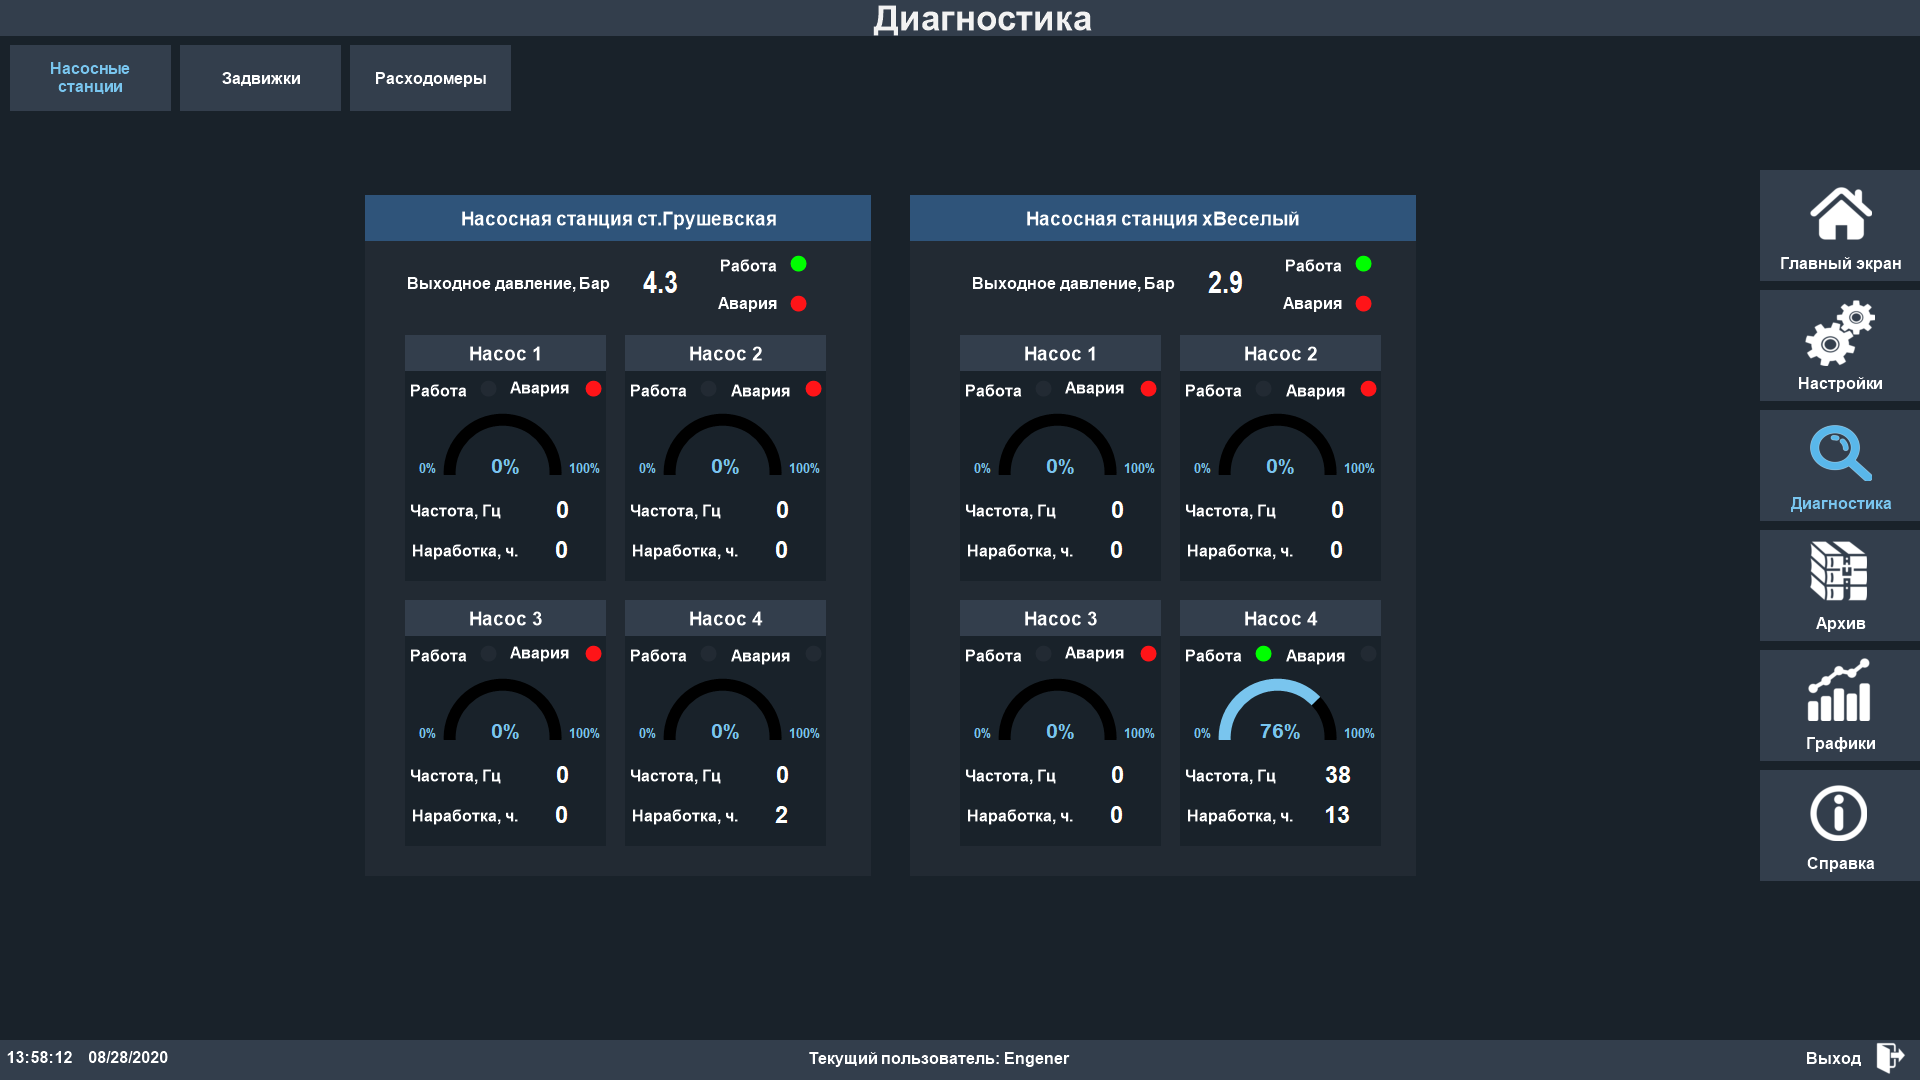 Диагностика
Насосные
станции
Задвижки
Расходомеры
Насосная станция ст.Грушевская
Выходное давление, Бар 4.3
Работа
Авария
Насос 1
Работа Авария
0% 0% 100%
Частота, Гц 0
Наработка, ч. 0
Насос 2
Работа Авария
0% 0% 100%
Частота, Гц 0
Наработка, ч. 0
Насос 3
Работа Авария
0% 0% 100%
Частота, Гц 0
Наработка, ч. 0
Насос 4
Работа Авария
0% 0% 100%
Частота, Гц 0
Наработка, ч. 2
Насосная станция хВеселый
Выходное давление, Бар 2.9
Работа
Авария
Насос 1
Работа Авария
0% 0% 100%
Частота, Гц 0
Наработка, ч. 0
Насос 2
Работа Авария
0% 0% 100%
Частота, Гц 0
Наработка, ч. 0
Насос 3
Работа Авария
0% 0% 100%
Частота, Гц 0
Наработка, ч. 0
Насос 4
Работа Авария
0% 76% 100%
Частота, Гц 38
Наработка, ч. 13
Главный экран
Настройки
Диагностика
Архив
Графики
Справка
13:58:12 08/28/2020
Текущий пользователь: Engener
Выход